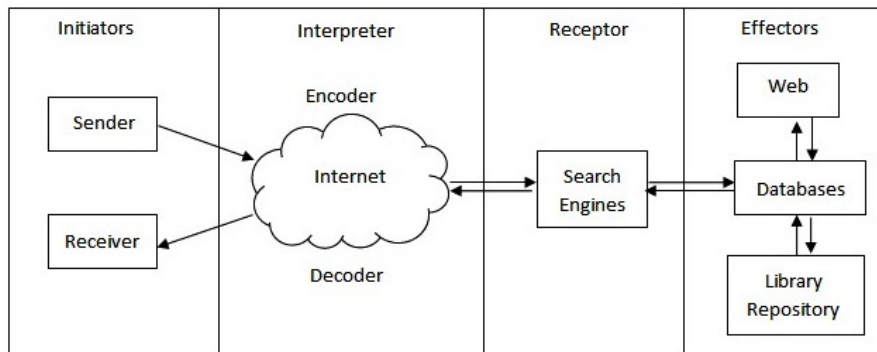 Initiators
Interpreter
Receptor
Effectors
Encoder
Sender
Internet
Receiver
Decoder
Search
Engines
Web
Databases
Library
Repository